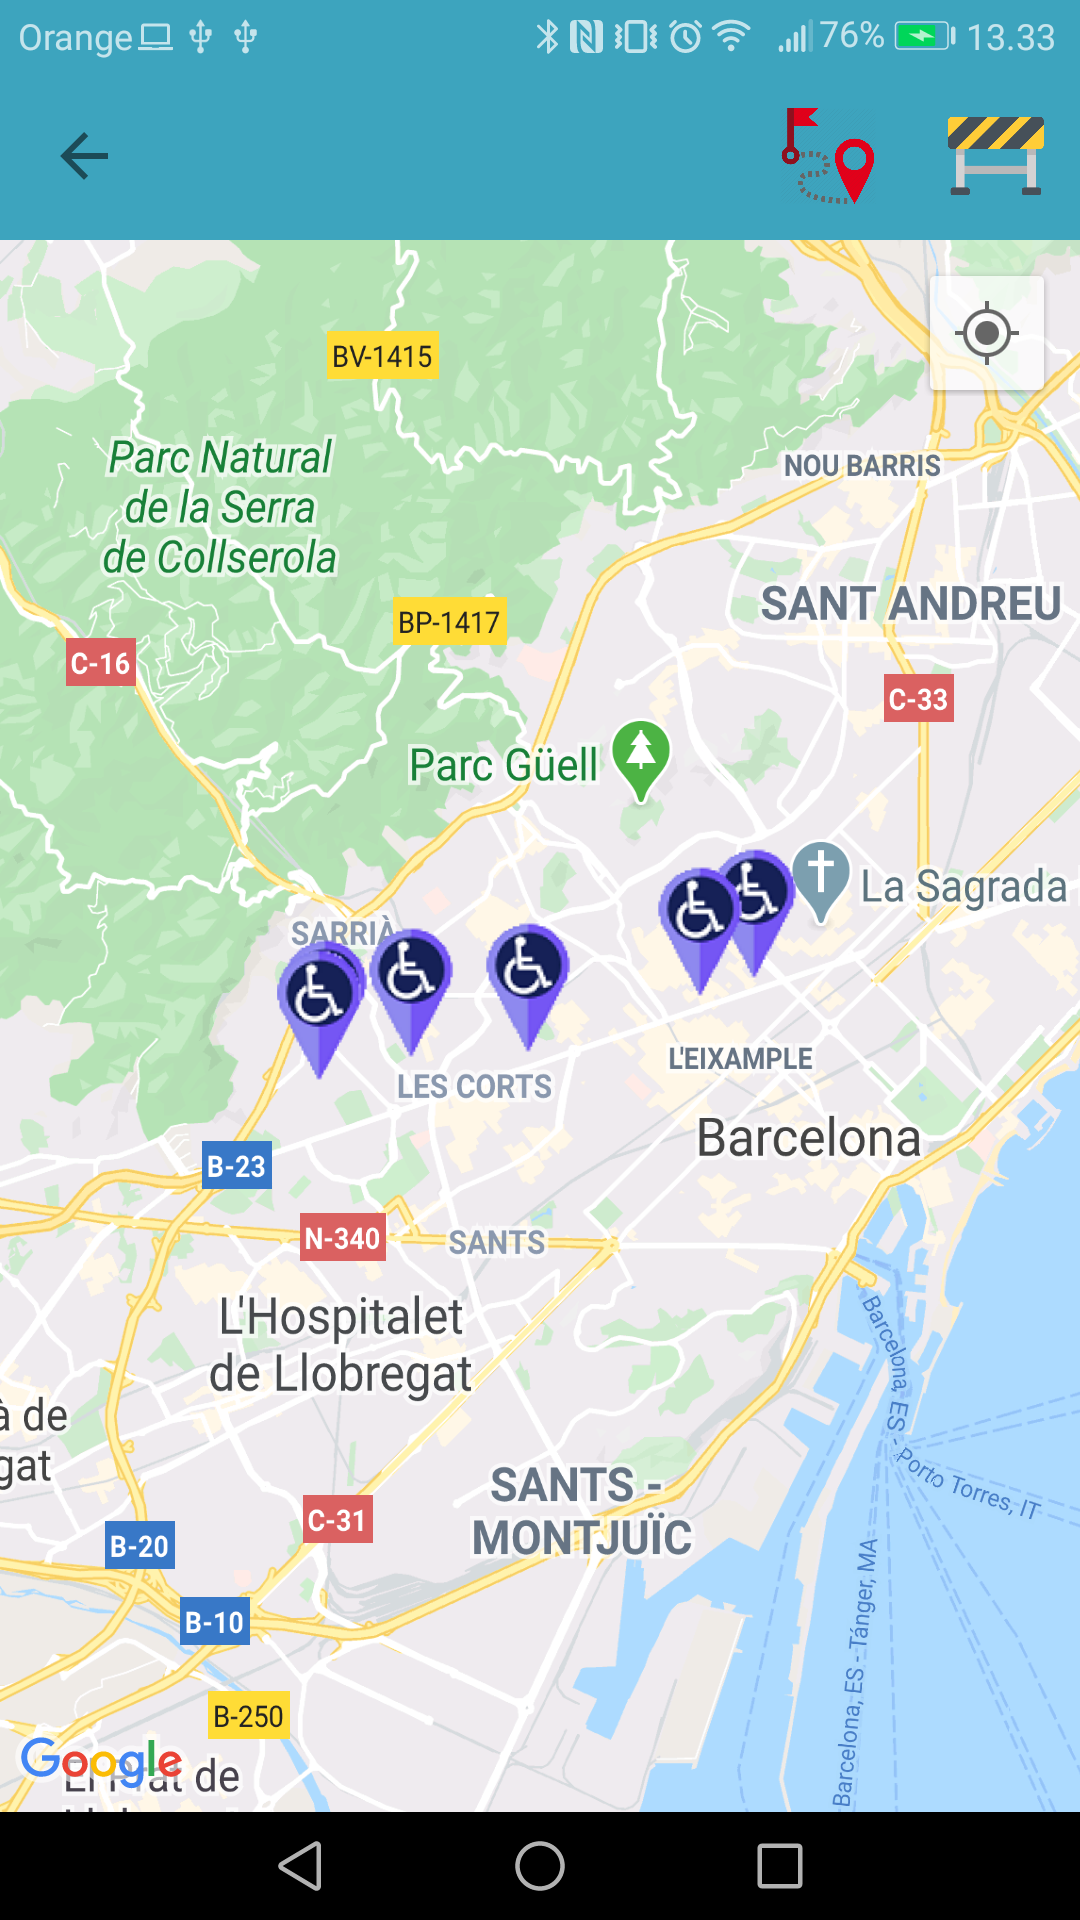 Orange
76%
13.33
BV-1415
Parc Natural
de la Serra
de Collserola
NOU BARRIS
BP-1417
SANT ANDREU
C-16
C-33
Parc Güell
La Sagrada
SARRIÀ
L'EIXAMPLE
LES CORTS
Barcelona
B-23
N-340
SANTS
L'Hospitalet
de Llobregat
à de
gat
Barcelona, ES - Porto Torres, IT
SANTS -
MONTJUÏC
C-31
B-20
B-10
Barcelona, ES - Tánger, MA
B-250
Google
El Prat de